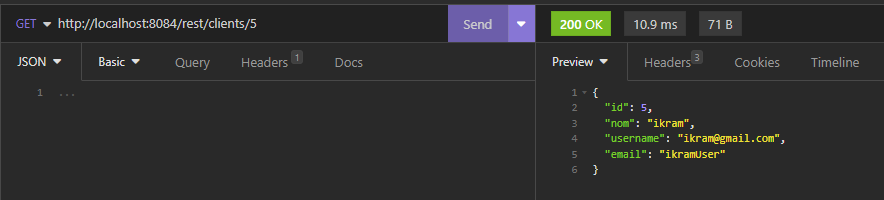 GET http://localhost:8084/rest/clients/5 Send 200 OK 10.9 ms 71 B
JSON Basic Query Headers 1 Docs Preview Headers 3 Cookies Timeline
1 ...
1 {
2 "id": 5,
3 "nom": "ikram",
4 "username": "ikram@gmail.com",
5 "email": "ikramUser"
6 }